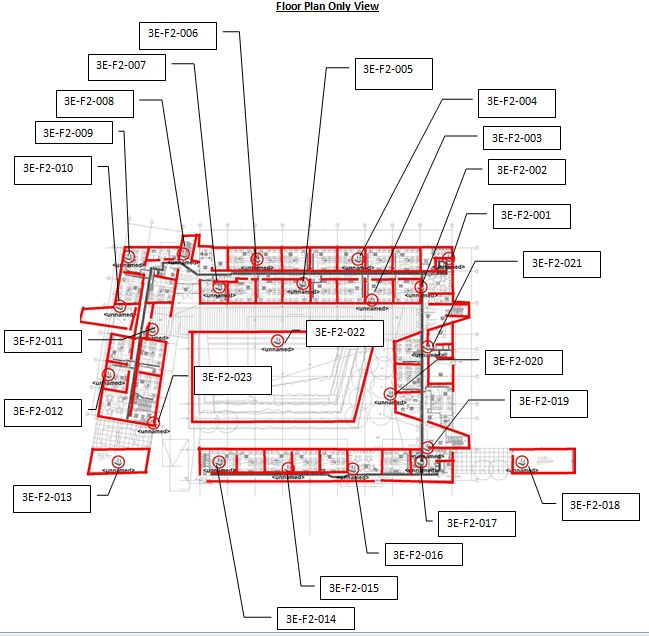 Floor Plan Only View
3E-F2-006
3E-F2-007
3E-F2-005
3E-F2-008
3E-F2-004
3E-F2-009
3E-F2-003
3E-F2-010
3E-F2-002
3E-F2-001
3E-F2-021
<unnamed>
<unnamed>
<unnamed>
<unnamed>
<unnamed>
<unnamed>
<unnamed>
<unnamed>
<unnamed>
<unnamed>
<unnamed>
3E-F2-022
3E-F2-011
<unnamed>
<unnamed>
<unnamed>
3E-F2-020
3E-F2-023
<unnamed>
<unnamed>
3E-F2-012
3E-F2-019
<unnamed>
<unnamed>
<unnamed>
<unnamed>
<unnamed>
<unnamed>
<unnamed>
<unnamed>
3E-F2-013
3E-F2-018
3E-F2-017
3E-F2-016
3E-F2-015
3E-F2-014